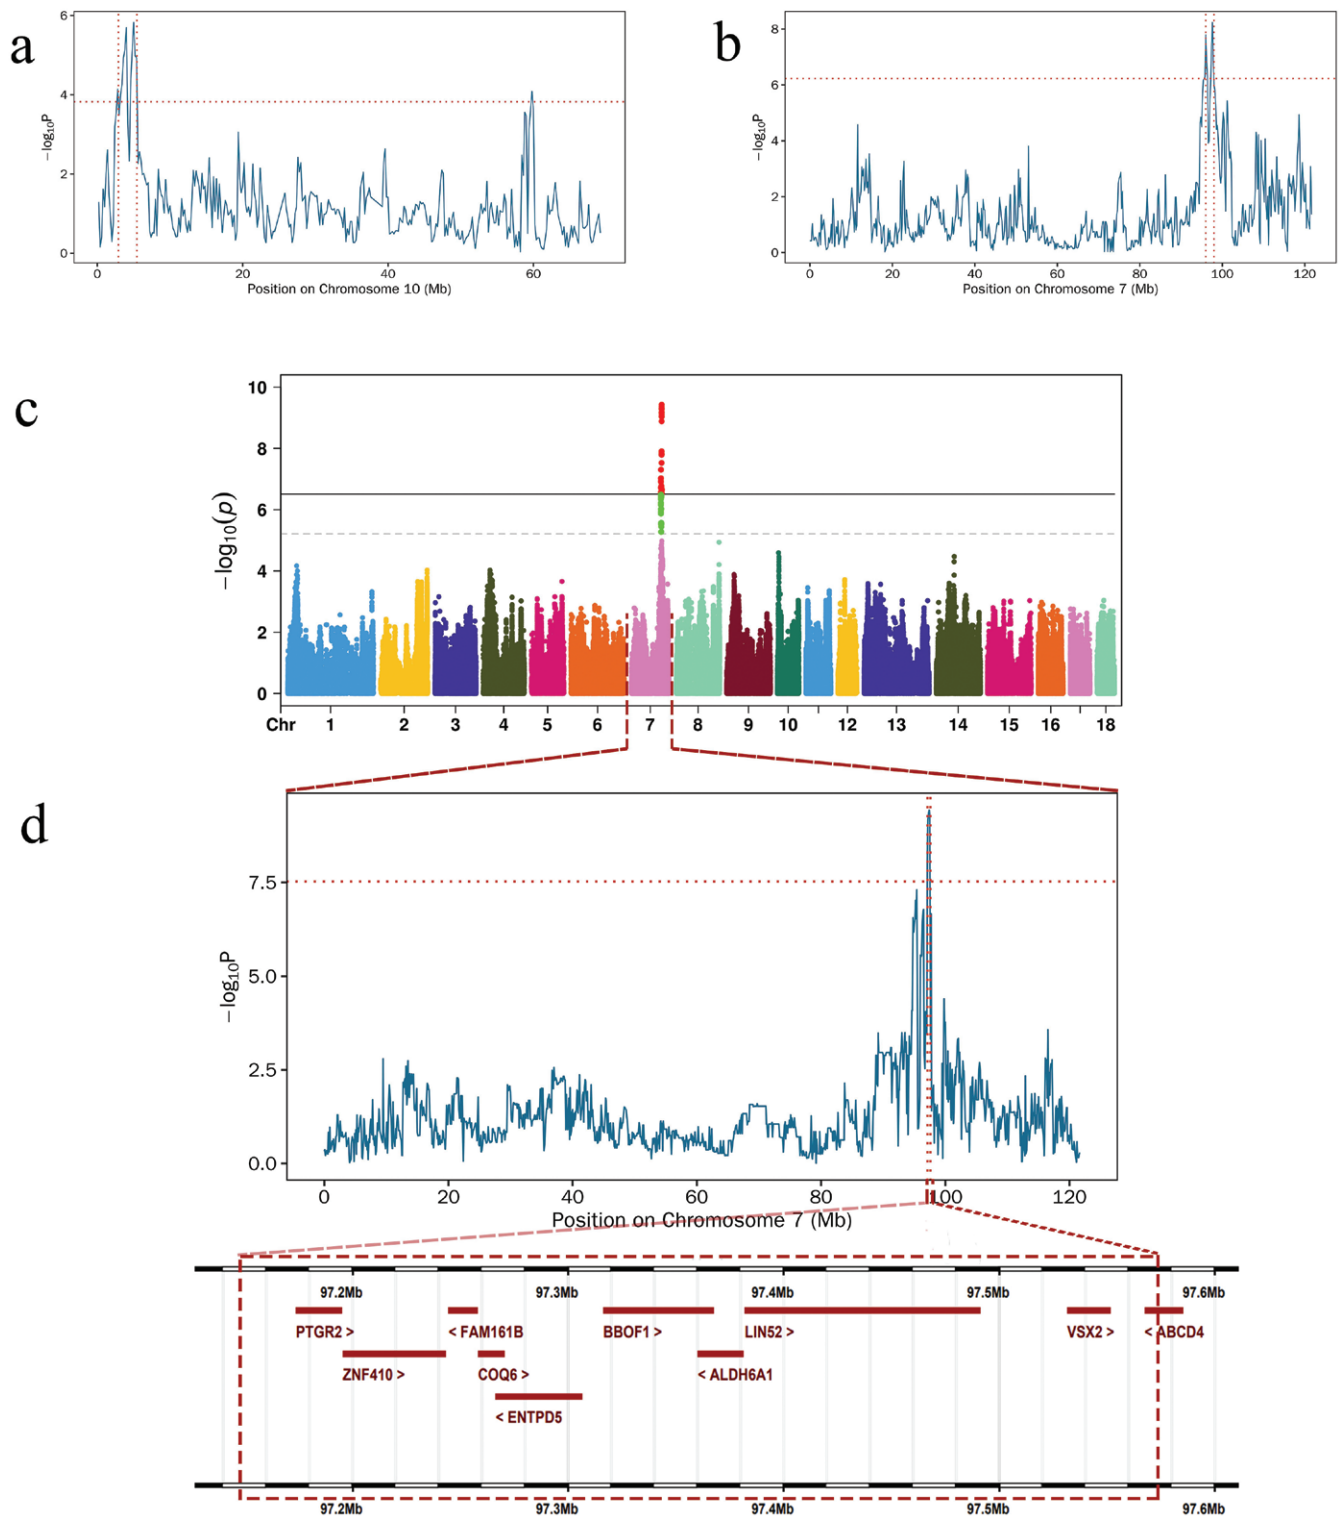 a
6
4
2
0
−log₁₀P
0 20 40 60
Position on Chromosome 10 (Mb)
b
8
6
4
2
0
−log₁₀P
0 20 40 60 80 100 120
Position on Chromosome 7 (Mb)
c
10
8
6
4
2
0
−log₁₀(p)
Chr 1 2 3 4 5 6 7 8 9 10 12 13 14 15 16 18
d
7.5
5.0
2.5
0.0
−log₁₀P
0 20 40 60 80 100 120
Position on Chromosome 7 (Mb)
97.2Mb 97.3Mb 97.4Mb 97.5Mb 97.6Mb
PTGR2 > < FAM161B BBOF1 > LIN52 > VSX2 > < ABCD4
ZNF410 > COQ6 > < ALDH6A1
< ENTPD5
97.2Mb 97.3Mb 97.4Mb 97.5Mb 97.6Mb